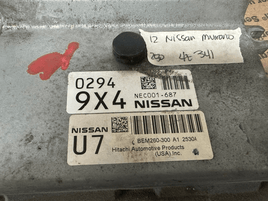 12 Nissan Murano
0294
9X4
NEC001-687
NISSAN
NISSAN
U7
BEM260-300 A1 25304
Hitachi Automotive Products
(USA) Inc.